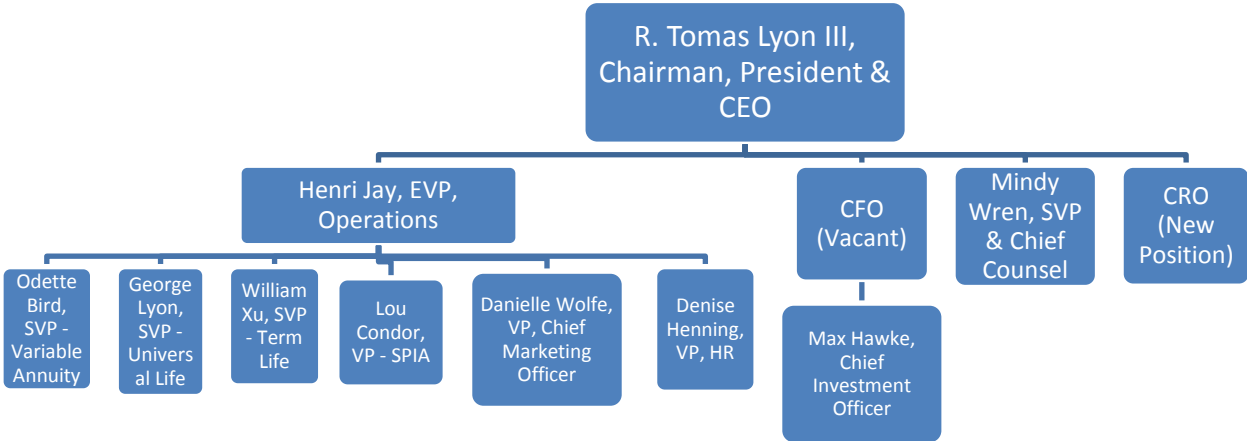 R. Tomas Lyon III,
Chairman, President &
CEO
Henri Jay, EVP,
Operations
CFO
(Vacant)
Mindy
Wren, SVP
& Chief
Counsel
CRO
(New
Position)
Odette
Bird,
SVP -
Variable
Annuity
George
Lyon,
SVP -
Univers
al Life
William
Xu, SVP
- Term
Life
Lou
Condor,
VP - SPIA
Danielle Wolfe,
VP, Chief
Marketing
Officer
Denise
Henning,
VP, HR
Max Hawke,
Chief
Investment
Officer